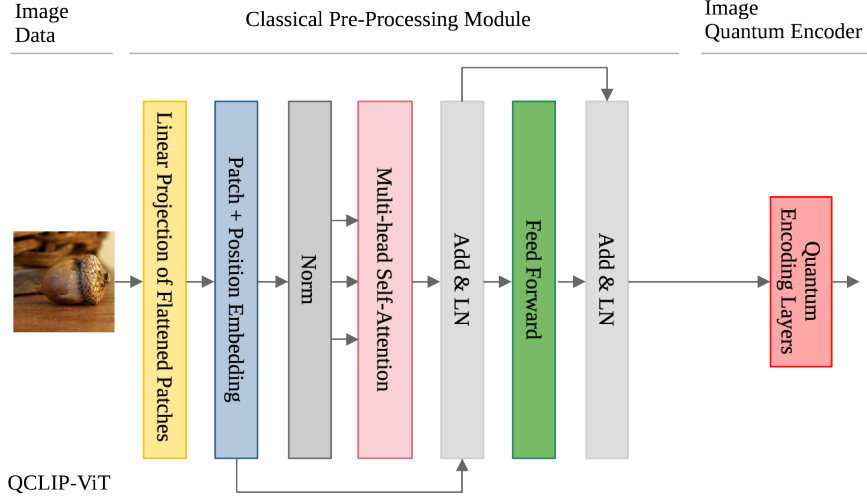 Image
Data
Classical Pre-Processing Module
Image
Quantum Encoder
Linear Projection of Flattened Patches
Patch + Position Embedding
Norm
Multi-head Self-Attention
Add & LN
Feed Forward
Add & LN
Quantum
Encoding Layers
QCLIP-ViT